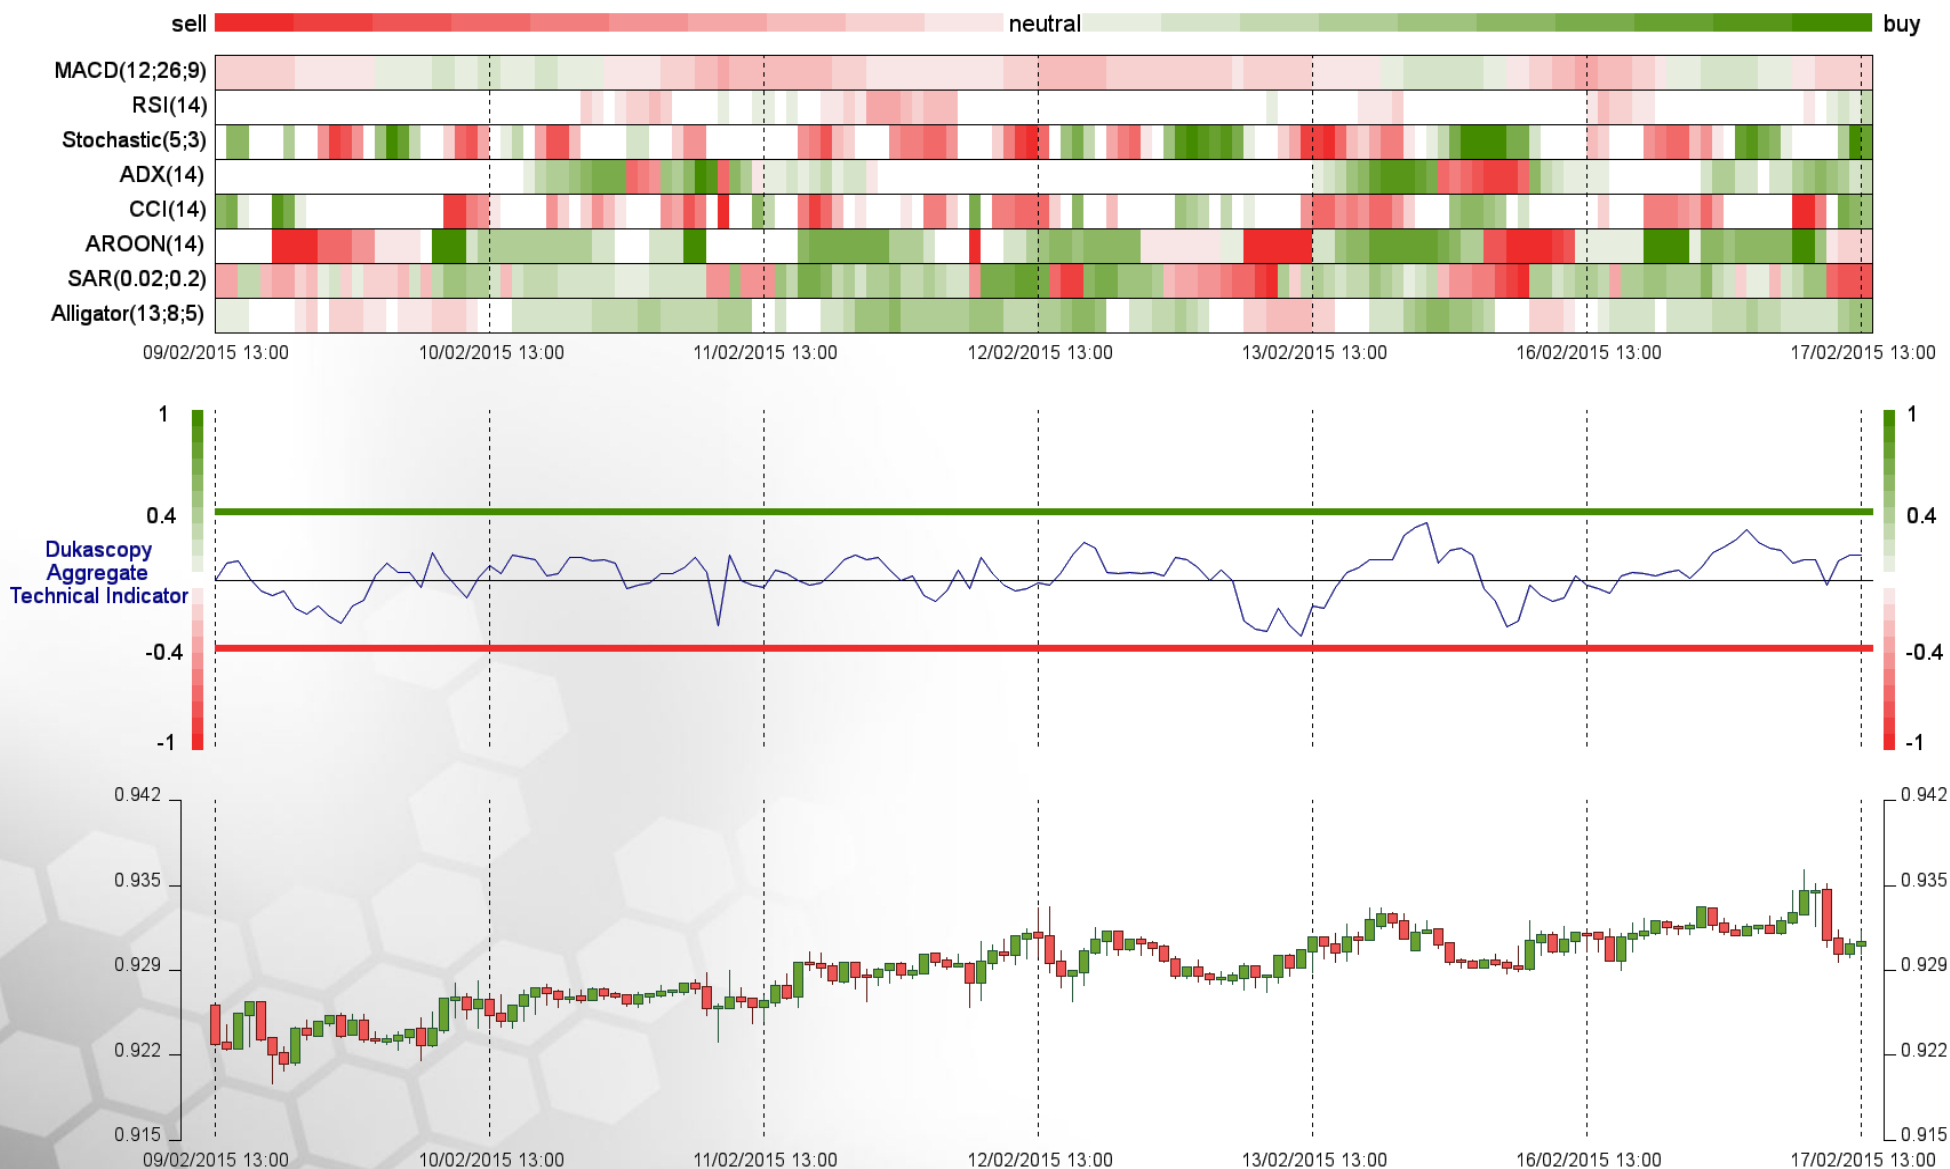 sell neutral buy
MACD(12;26;9)
RSI(14)
Stochastic(5;3)
ADX(14)
CCI(14)
AROON(14)
SAR(0.02;0.2)
Alligator(13;8;5)
09/02/2015 13:00 10/02/2015 13:00 11/02/2015 13:00 12/02/2015 13:00 13/02/2015 13:00 16/02/2015 13:00 17/02/2015 13:00
1 1
0.4 0.4
Dukascopy
Aggregate
Technical Indicator
-0.4 -0.4
-1 -1
0.942 0.942
0.935 0.935
0.929 0.929
0.922 0.922
0.915 0.915
09/02/2015 13:00 10/02/2015 13:00 11/02/2015 13:00 12/02/2015 13:00 13/02/2015 13:00 16/02/2015 13:00 17/02/2015 13:00